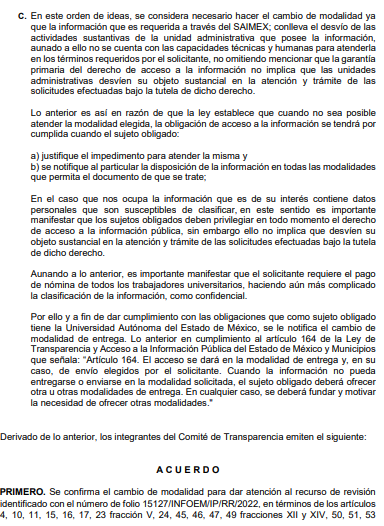 C. En este orden de ideas, se considera necesario hacer el cambio de modalidad ya
que la información que es requerida a través del SAIMEX; conlleva el desvío de las
actividades sustantivas de la unidad administrativa que posee la información,
aunado a ello no se cuenta con las capacidades técnicas y humanas para atenderla
en los términos requeridos por el solicitante, no omitiendo mencionar que la garantía
primaria del derecho de acceso a la información no implica que las unidades
administrativas desvíen su objeto sustancial en la atención y trámite de las
solicitudes efectuadas bajo la tutela de dicho derecho.
Lo anterior es así en razón de que la ley establece que cuando no sea posible
atender la modalidad elegida, la obligación de acceso a la información se tendrá por
cumplida cuando el sujeto obligado:
a) justifique el impedimento para atender la misma y
b) se notifique al particular la disposición de la información en todas las modalidades
que permita el documento de que se trate;
En el caso que nos ocupa la información que es de su interés contiene datos
personales que son susceptibles de clasificar, en este sentido es importante
manifestar que los sujetos obligados deben privilegiar en todo momento el derecho
de acceso a la información pública, sin embargo ello no implica que desvíen su
objeto sustancial en la atención y trámite de las solicitudes efectuadas bajo la tutela
de dicho derecho.
Aunando a lo anterior, es importante manifestar que el solicitante requiere el pago
de nómina de todos los trabajadores universitarios, haciendo aún más complicado
la clasificación de la información, como confidencial.
Por ello y a fin de dar cumplimiento con las obligaciones que como sujeto obligado
tiene la Universidad Autónoma del Estado de México, se le notifica el cambio de
modalidad de entrega. Lo anterior en cumplimiento al artículo 164 de la Ley de
Transparencia y Acceso a la Información Pública del Estado de México y Municipios
que señala: "Artículo 164. El acceso se dará en la modalidad de entrega y, en su
caso, de envío elegidos por el solicitante. Cuando la información no pueda
entregarse o enviarse en la modalidad solicitada, el sujeto obligado deberá ofrecer
otra u otras modalidades de entrega. En cualquier caso, se deberá fundar y motivar
la necesidad de ofrecer otras modalidades."
Derivado de lo anterior, los integrantes del Comité de Transparencia emiten el siguiente:
A C U E R D O
PRIMERO. Se confirma el cambio de modalidad para dar atención al recurso de revisión
identificado con el número de folio 15127/INFOEM/IP/RR/2022, en términos de los artículos
4, 10, 11, 15, 16, 17, 23 fracción V, 24, 45, 46, 47, 49 fracciones XII y XIV, 50, 51, 53